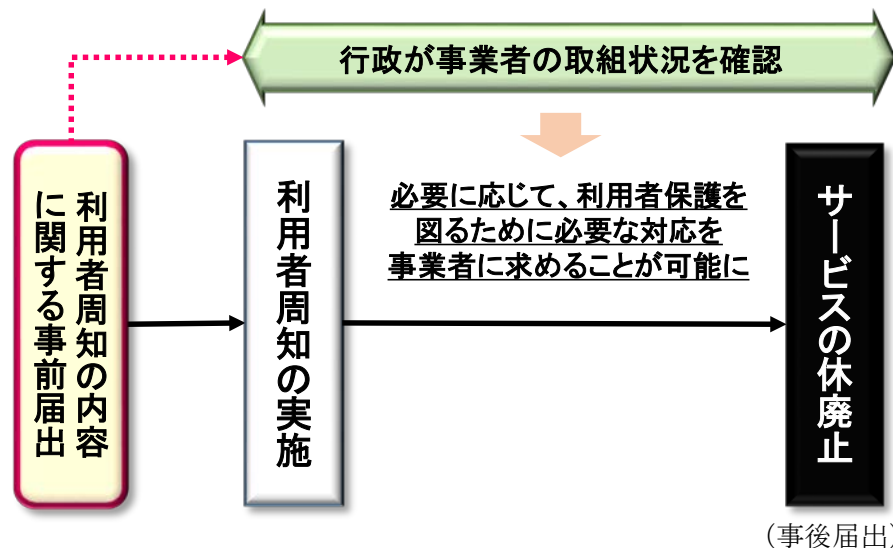 行政が事業者の取組状況を確認
利用者周知の内容
に関する事前届出
利用者周知の実施
必要に応じて、利用者保護を
図るために必要な対応を
事業者に求めることが可能に
サービスの休廃止
（事後届出）